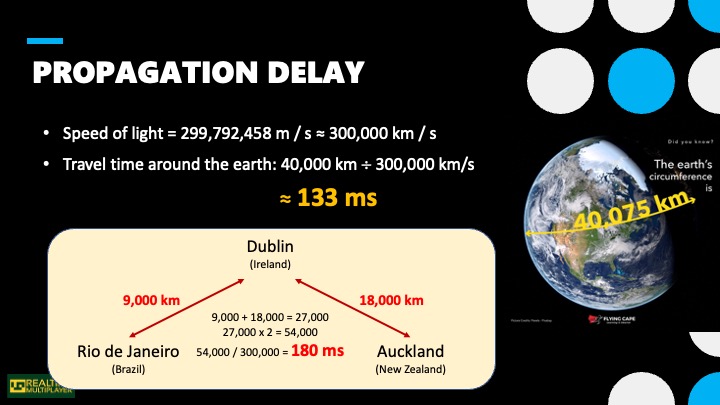 PROPAGATION DELAY
• Speed of light = 299,792,458 m / s ≈ 300,000 km / s
• Travel time around the earth: 40,000 km ÷ 300,000 km/s
≈ 133 ms
Did you know?
The earth's
circumference
is
40,075 km
FLYING CAPE
Dublin
(Ireland)
9,000 km
18,000 km
9,000 + 18,000 = 27,000
27,000 x 2 = 54,000
54,000 / 300,000 = 180 ms
Rio de Janeiro
(Brazil)
Auckland
(New Zealand)
MULTIPLAYER